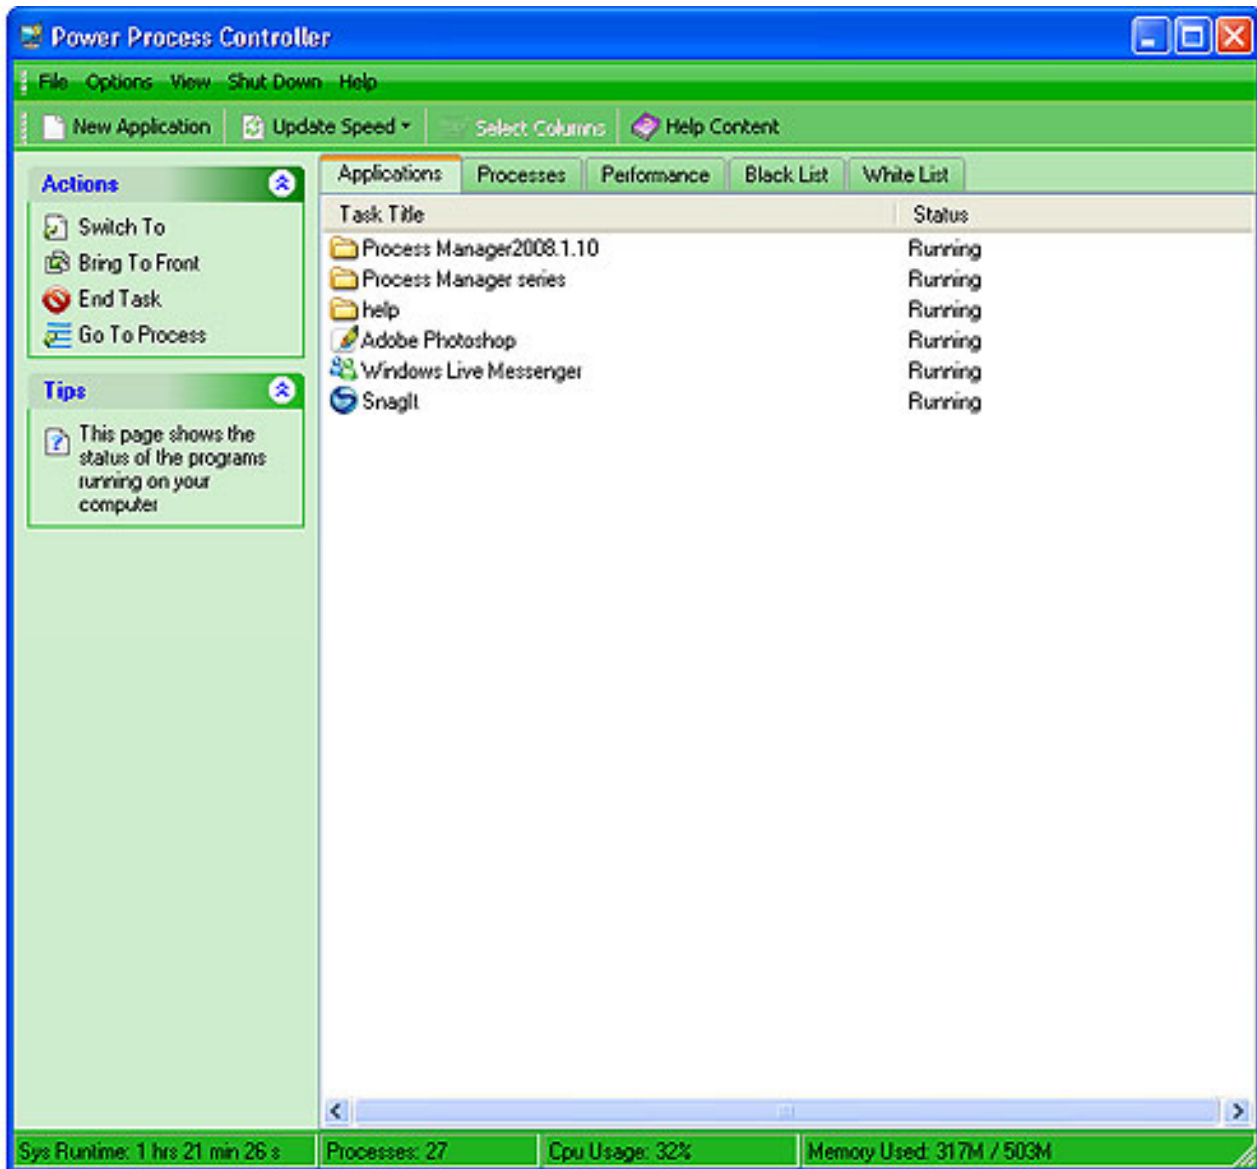 Power Process Controller
File Options View Shut Down Help
New Application Update Speed Select Columns Help Content
Actions
Switch To
Bring To Front
End Task
Go To Process
Tips
This page shows the
status of the programs
running on your
computer
Applications Processes Performance Black List White List
Task Title Status
Process Manager2008.1.10 Running
Process Manager series Running
help Running
Adobe Photoshop Running
Windows Live Messenger Running
SnagIt Running
Sys Runtime: 1 hrs 21 min 26 s Processes: 27 Cpu Usage: 32% Memory Used: 317M / 503M